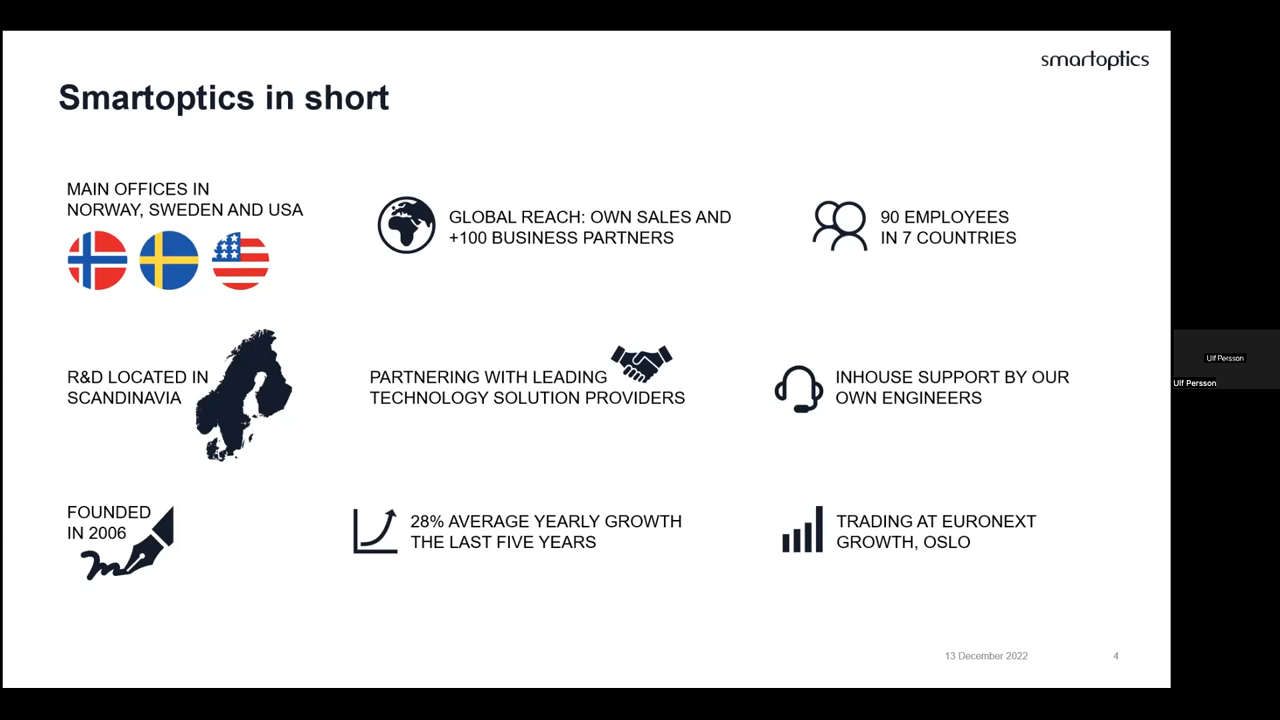 smartoptics
Smartoptics in short
MAIN OFFICES IN
NORWAY, SWEDEN AND USA
GLOBAL REACH: OWN SALES AND
+100 BUSINESS PARTNERS
90 EMPLOYEES
IN 7 COUNTRIES
R&D LOCATED IN
SCANDINAVIA
PARTNERING WITH LEADING
TECHNOLOGY SOLUTION PROVIDERS
INHOUSE SUPPORT BY OUR
OWN ENGINEERS
FOUNDED
IN 2006
28% AVERAGE YEARLY GROWTH
THE LAST FIVE YEARS
TRADING AT EURONEXT
GROWTH, OSLO
13 December 2022
4
Ulf Persson
Ulf Persson